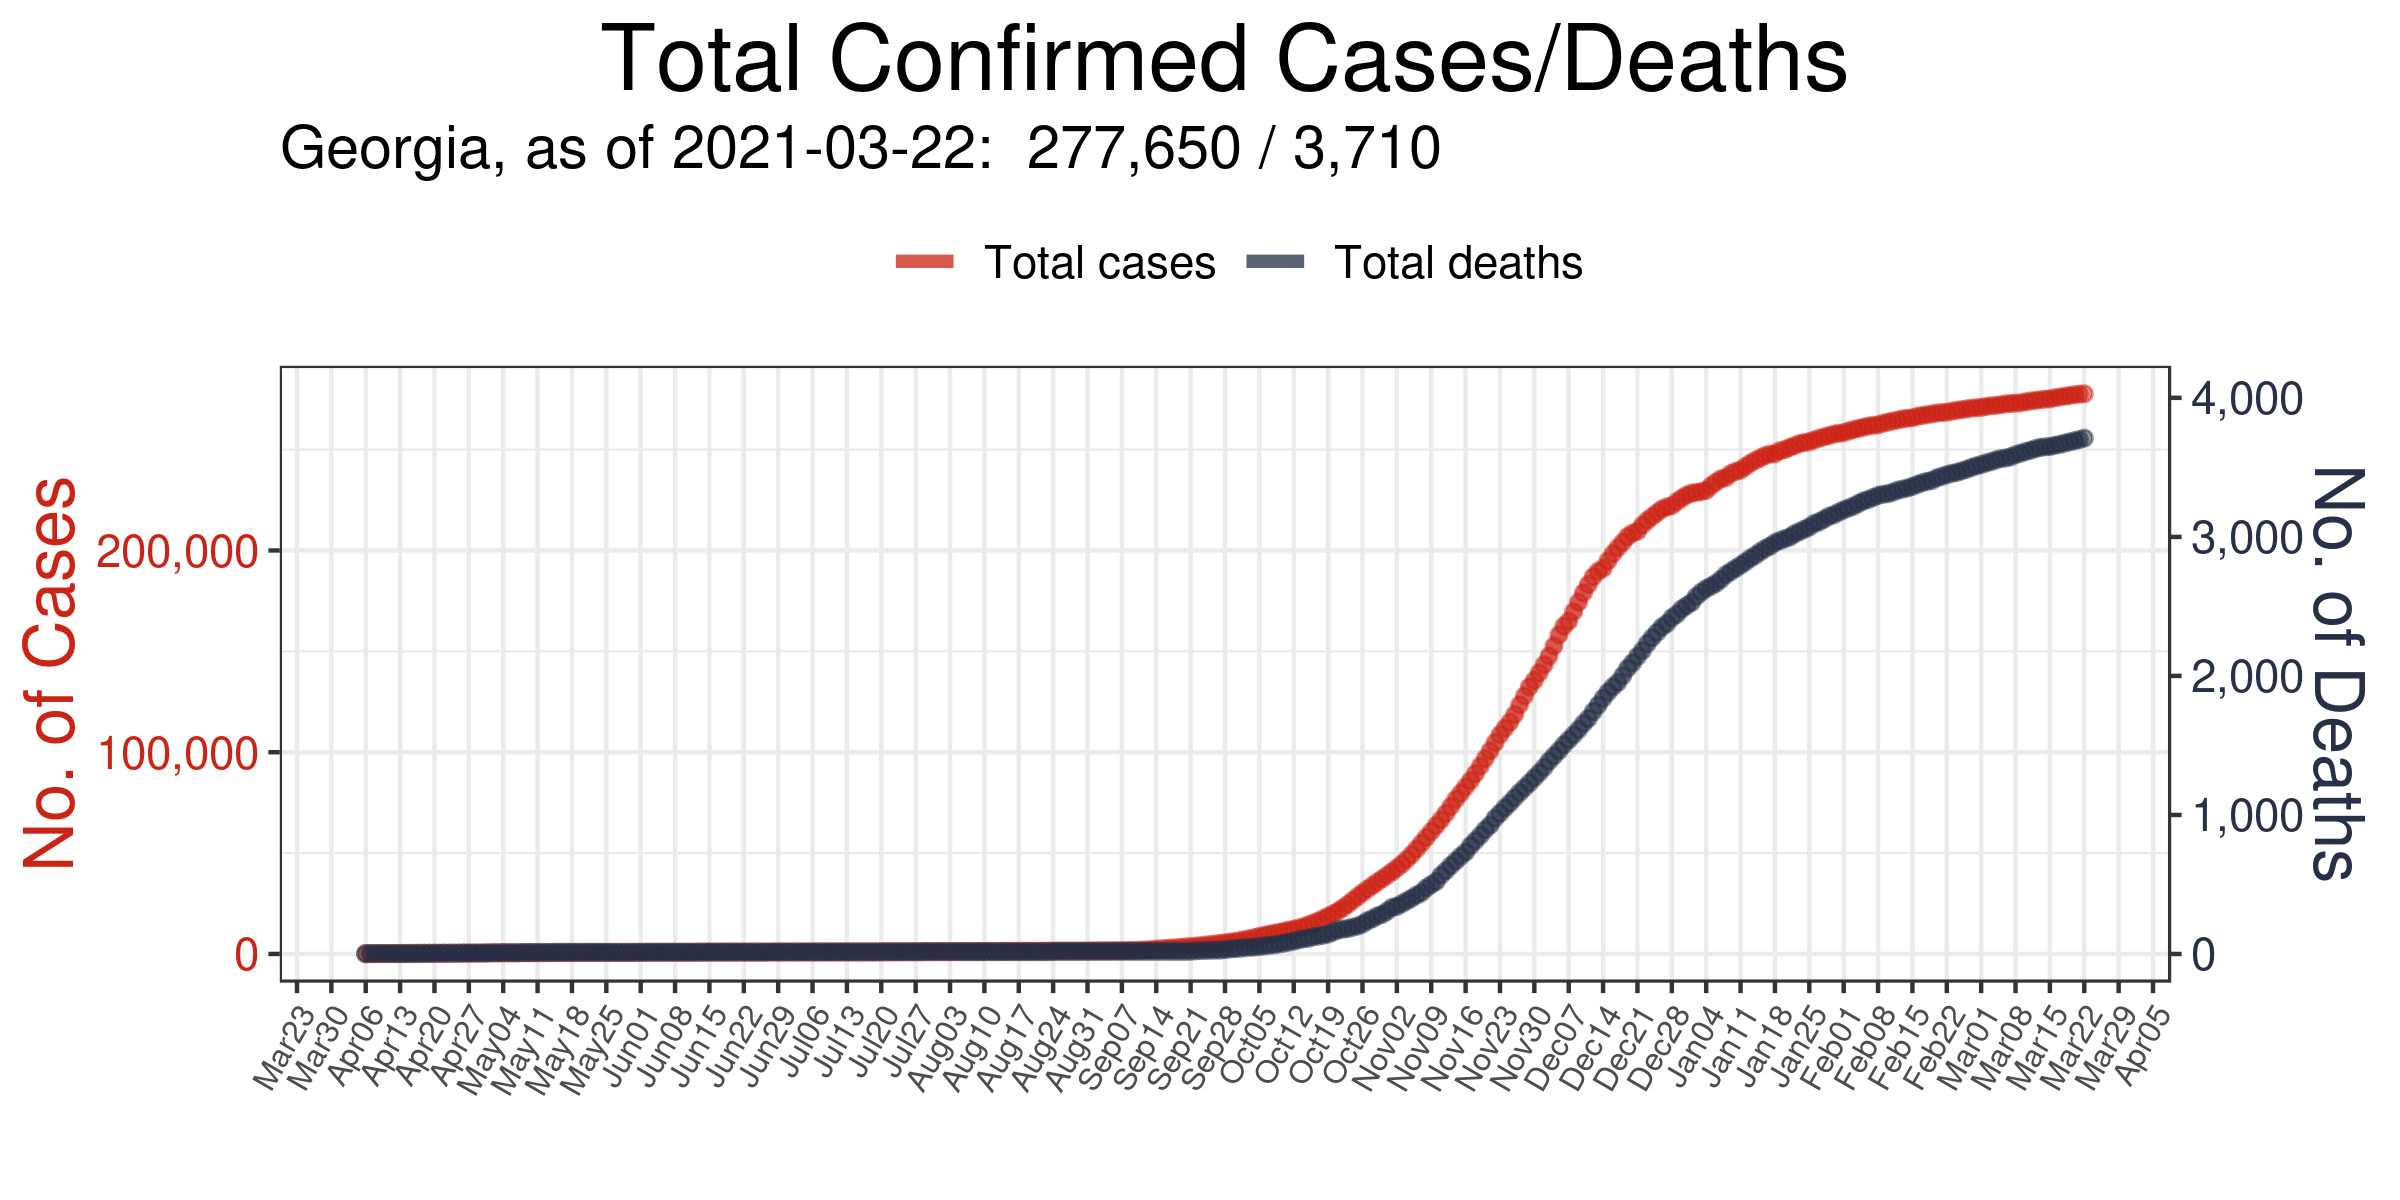 Total Confirmed Cases/Deaths
Georgia, as of 2021-03-22:  277,650 / 3,710
Total cases
Total deaths
No. of Cases
200,000
100,000
0
4,000
3,000
2,000
1,000
0
No. of Deaths
Mar23
Mar30
Apr06
Apr13
Apr20
Apr27
May04
May11
May18
May25
Jun01
Jun08
Jun15
Jun22
Jun29
Jul06
Jul13
Jul20
Jul27
Aug03
Aug10
Aug17
Aug24
Aug31
Sep07
Sep14
Sep21
Sep28
Oct05
Oct12
Oct19
Oct26
Nov02
Nov09
Nov16
Nov23
Nov30
Dec07
Dec14
Dec21
Dec28
Jan04
Jan11
Jan18
Jan25
Feb01
Feb08
Feb15
Feb22
Mar01
Mar08
Mar15
Mar22
Mar29
Apr05